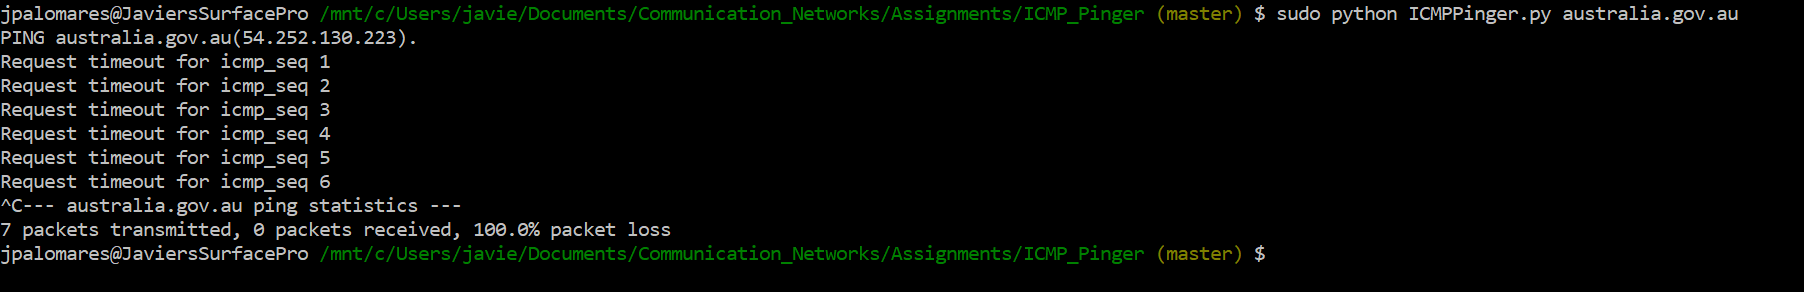 jpalomares@JaviersSurfacePro /mnt/c/Users/javie/Documents/Communication_Networks/Assignments/ICMP_Pinger (master) $ sudo python ICMPPinger.py australia.gov.au
PING australia.gov.au(54.252.130.223).
Request timeout for icmp_seq 1
Request timeout for icmp_seq 2
Request timeout for icmp_seq 3
Request timeout for icmp_seq 4
Request timeout for icmp_seq 5
Request timeout for icmp_seq 6
^C--- australia.gov.au ping statistics ---
7 packets transmitted, 0 packets received, 100.0% packet loss
jpalomares@JaviersSurfacePro /mnt/c/Users/javie/Documents/Communication_Networks/Assignments/ICMP_Pinger (master) $